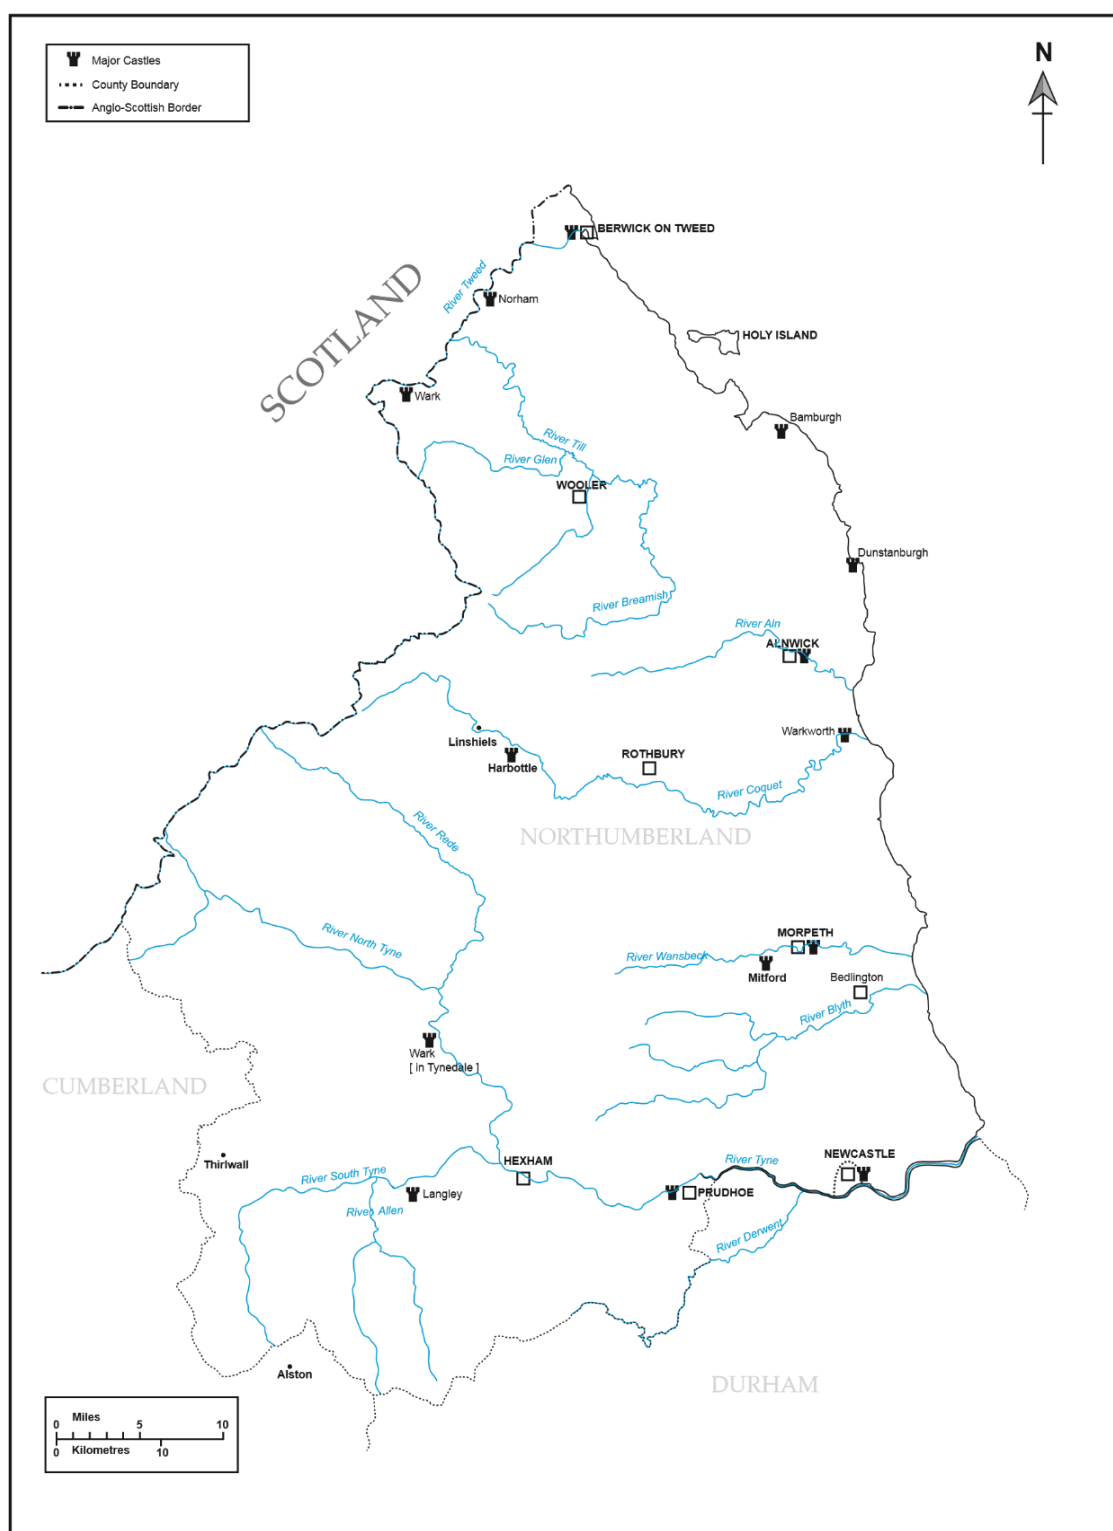 Major Castles
County Boundary
Anglo-Scottish Border
N
BERWICK ON TWEED
River Tweed
Norham
SCOTLAND
HOLY ISLAND
Wark
Bamburgh
River Till
River Glen
WOOLER
Dunstanburgh
River Breamish
River Aln
ALNWICK
Warkworth
Linshiels
Harbottle
ROTHBURY
River Coquet
River Rede
NORTHUMBERLAND
River North Tyne
MORPETH
River Wansbeck
Mitford
Bedlington
River Blyth
Wark
[ in Tynedale ]
CUMBERLAND
Thirlwall
HEXHAM
River Tyne
NEWCASTLE
River South Tyne
Langley
PRUDHOE
River Allen
River Derwent
Alston
DURHAM
Miles
0 5 10
Kilometres
0 10